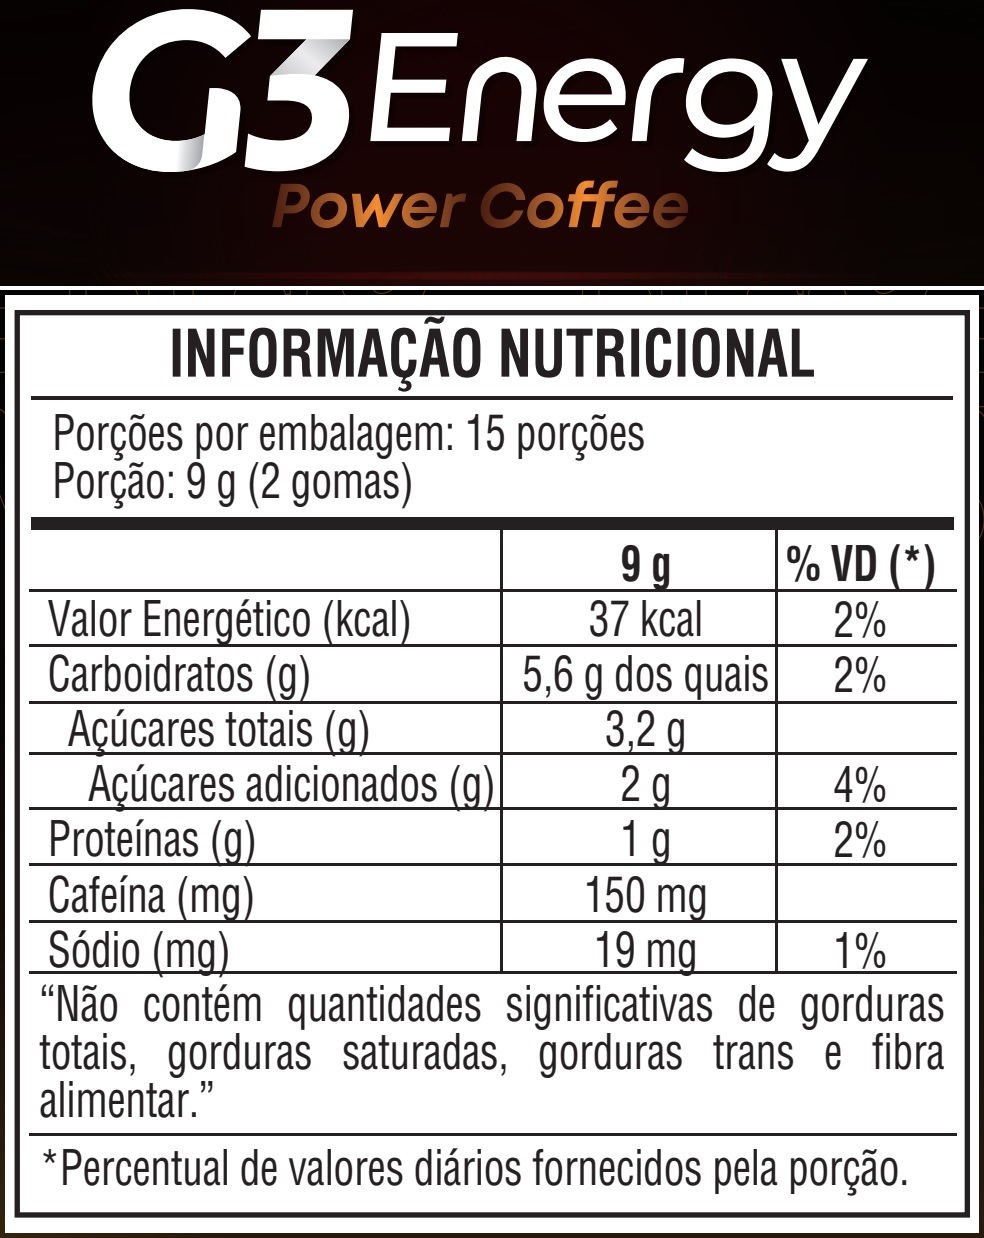 G3 Energy
Power Coffee
INFORMAÇÃO NUTRICIONAL
Porções por embalagem: 15 porções
Porção: 9 g (2 gomas)
9 g % VD (*)
Valor Energético (kcal) 37 kcal 2%
Carboidratos (g) 5,6 g dos quais 2%
Açúcares totais (g) 3,2 g
Açúcares adicionados (g) 2 g 4%
Proteínas (g) 1 g 2%
Cafeína (mg) 150 mg
Sódio (mg) 19 mg 1%
“Não contém quantidades significativas de gorduras
totais, gorduras saturadas, gorduras trans e fibra
alimentar.”
*Percentual de valores diários fornecidos pela porção.